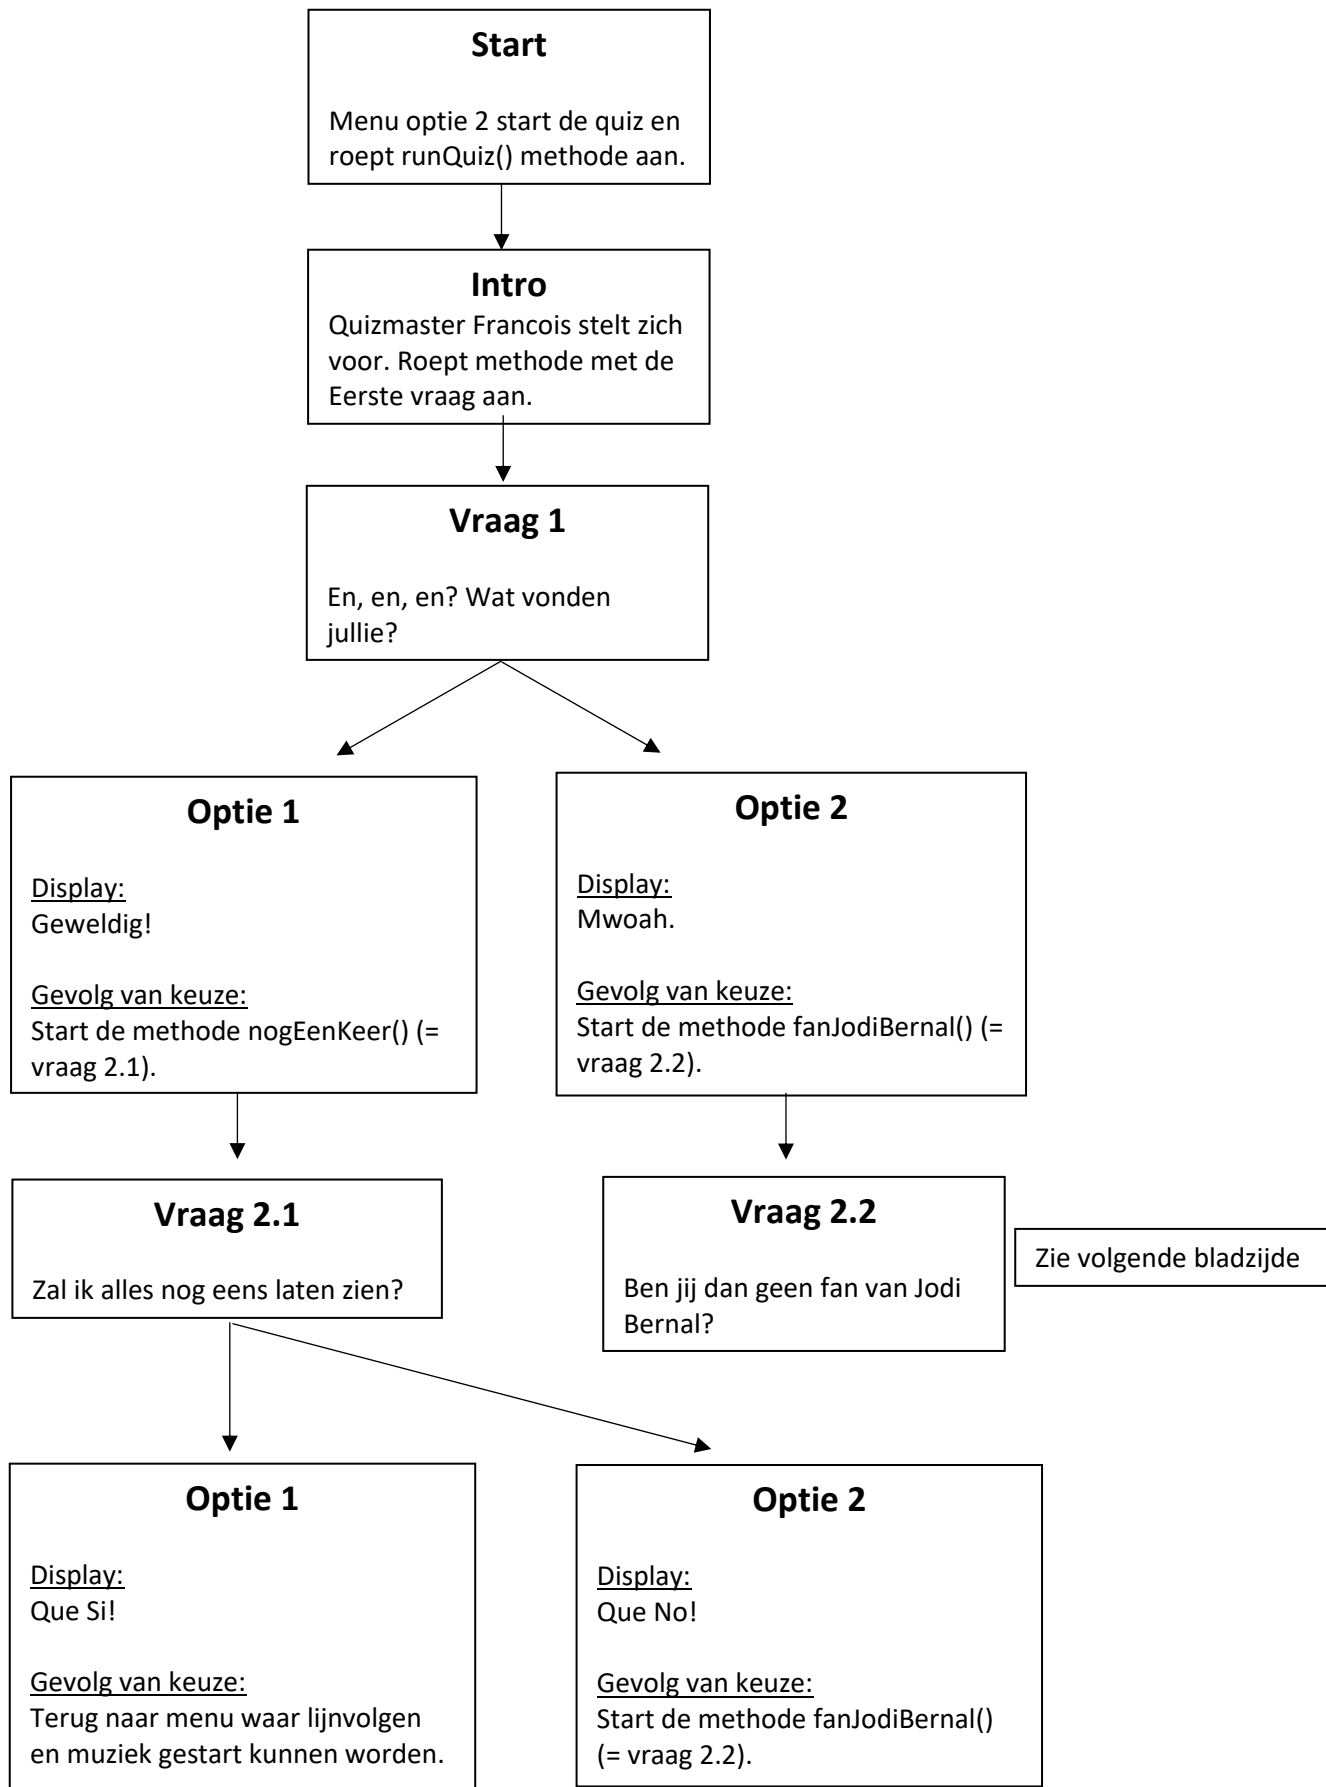 Start
Menu optie 2 start de quiz en
roept runQuiz() methode aan.
Intro
Quizmaster Francois stelt zich
voor. Roept methode met de
Eerste vraag aan.
Vraag 1
En, en, en? Wat vonden
jullie?
Optie 1
Display:
Geweldig!
Gevolg van keuze:
Start de methode nogEenKeer() (=
vraag 2.1).
Optie 2
Display:
Mwoah.
Gevolg van keuze:
Start de methode fanJodiBernal() (=
vraag 2.2).
Vraag 2.1
Zal ik alles nog eens laten zien?
Vraag 2.2
Ben jij dan geen fan van Jodi
Bernal?
Zie volgende bladzijde
Optie 1
Display:
Que Si!
Gevolg van keuze:
Terug naar menu waar lijnvolgen
en muziek gestart kunnen worden.
Optie 2
Display:
Que No!
Gevolg van keuze:
Start de methode fanJodiBernal()
(= vraag 2.2).